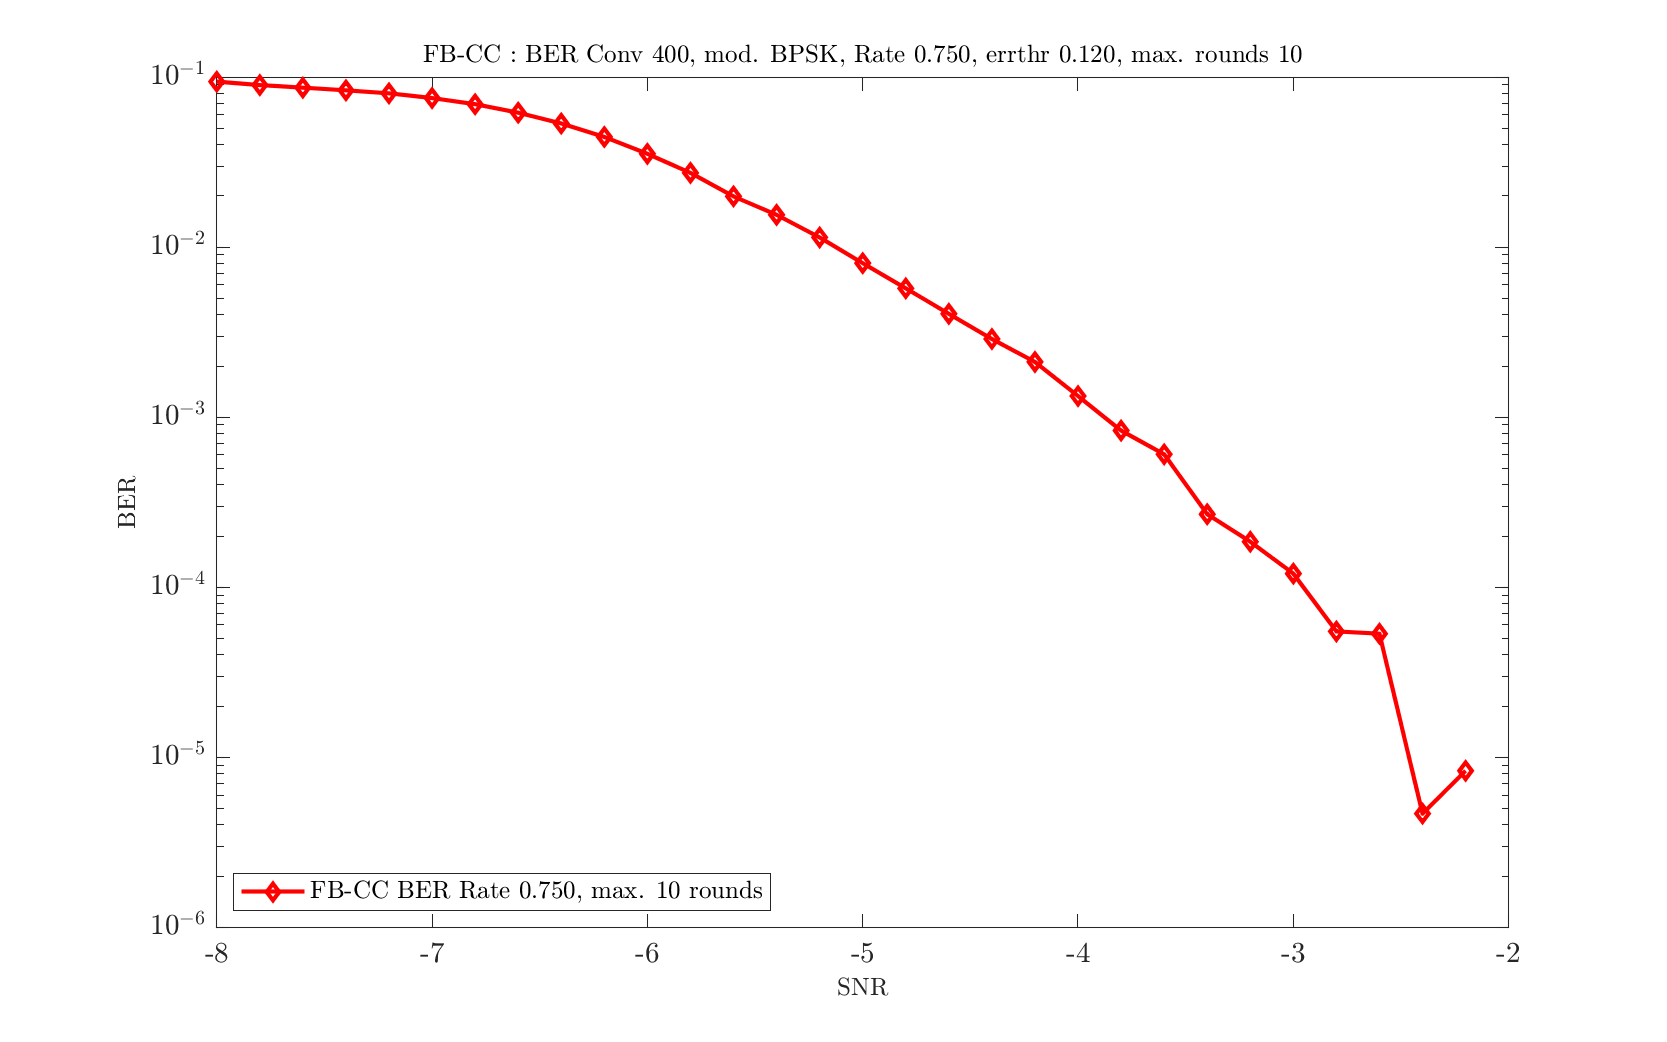 FB-CC : BER Conv 400, mod. BPSK, Rate 0.750, errthr 0.120, max. rounds 10
10^{-1}
10^{-2}
10^{-3}
10^{-4}
10^{-5}
10^{-6}
BER
FB-CC BER Rate 0.750, max. 10 rounds
-8 -7 -6 -5 -4 -3 -2
SNR